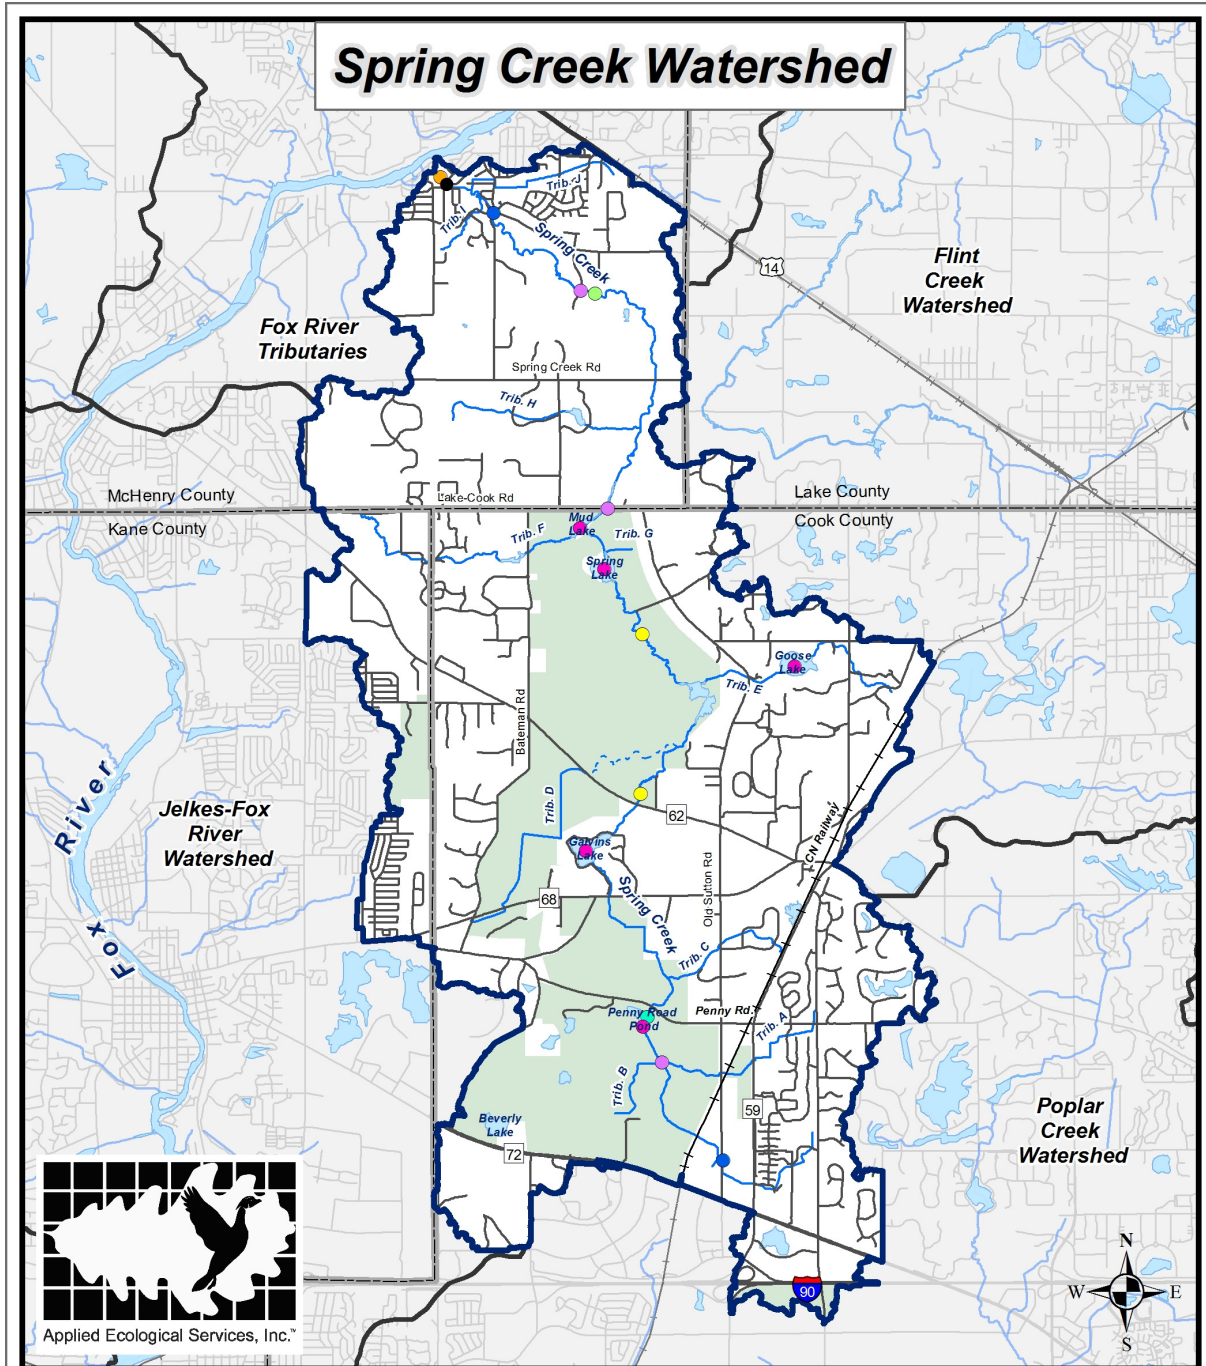 Spring Creek Watershed
Trib. J
Trib. I
Spring Creek
14
Flint
Creek
Watershed
Fox River
Tributaries
Spring Creek Rd
Trib. H
McHenry County
Lake-Cook Rd
Lake County
Kane County
Cook County
Mud
Lake
Trib. F
Trib. G
Spring
Lake
Goose
Lake
Trib. E
Bateman Rd
Fox River
Trib. D
Jelkes-Fox
River
Watershed
62
CN Railway
Galvins
Lake
Old Sutton Rd
68
Spring Creek
Trib. C
Penny Road
Pond
Penny Rd.
Trib. A
Trib. B
59
Beverly
Lake
72
Poplar
Creek
Watershed
90
N
W
E
S
Applied Ecological Services, Inc.™